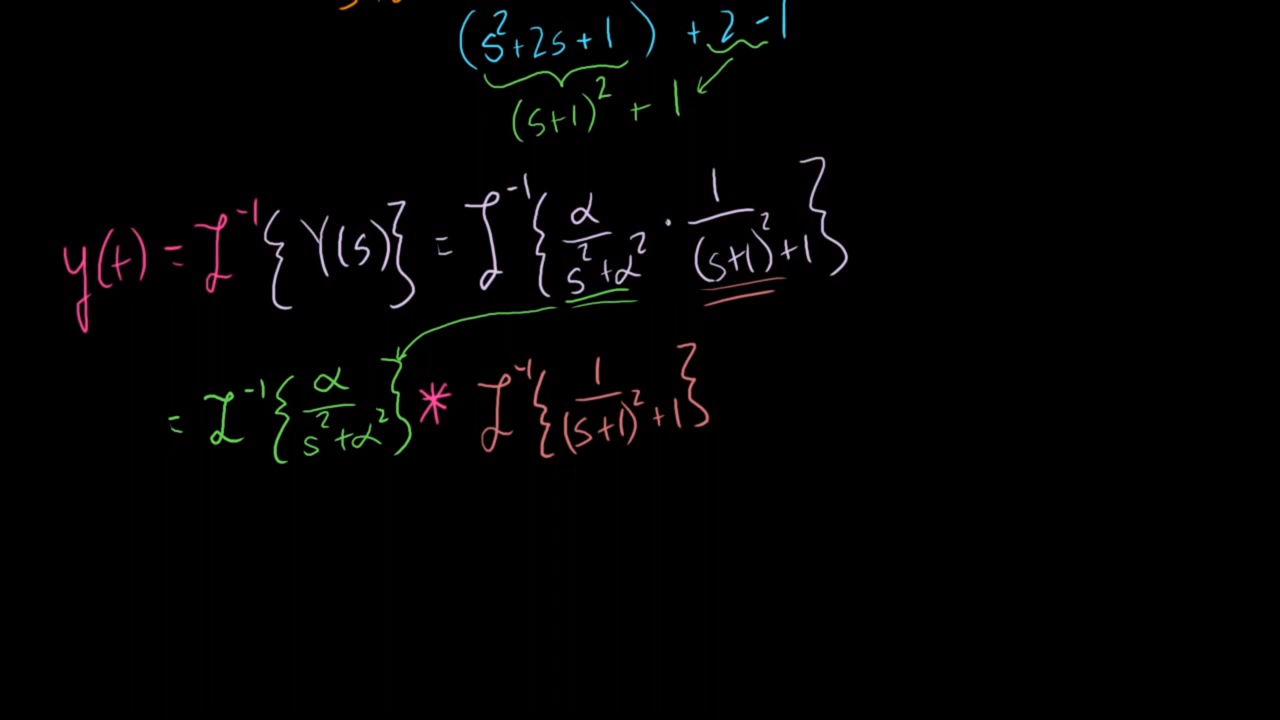 (s²+2s+1) +2-1
(s+1)² + 1
y(t) = ℒ⁻¹{Y(s)} = ℒ⁻¹{α/(s²+α²) · 1/((s+1)²+1)}
= ℒ⁻¹{α/(s²+α²)} * ℒ⁻¹{1/((s+1)²+1)}